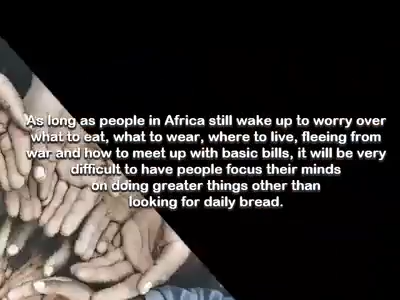 As long as people in Africa still wake up to worry over
what to eat, what to wear, where to live, fleeing from
war and how to meet up with basic bills, it will be very
difficult to have people focus their minds
on doing greater things other than
looking for daily bread.